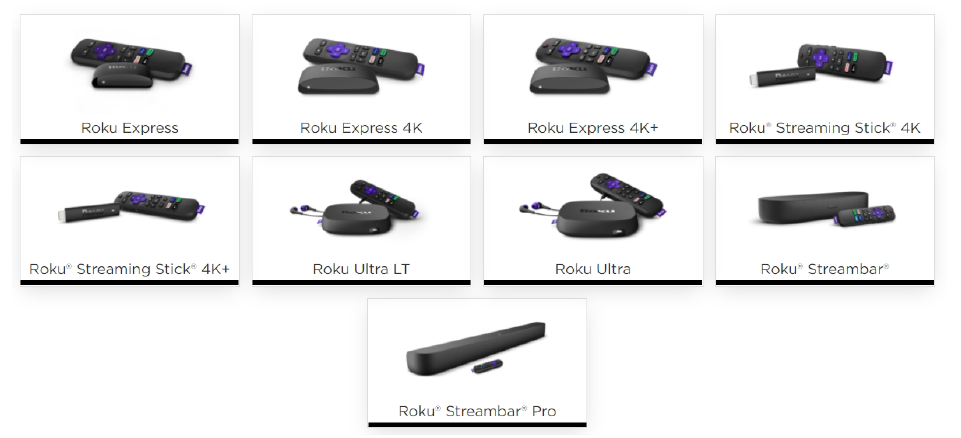 Roku Express
Roku Express 4K
Roku Express 4K+
Roku® Streaming Stick® 4K
Roku® Streaming Stick® 4K+
Roku Ultra LT
Roku Ultra
Roku® Streambar®
Roku® Streambar® Pro